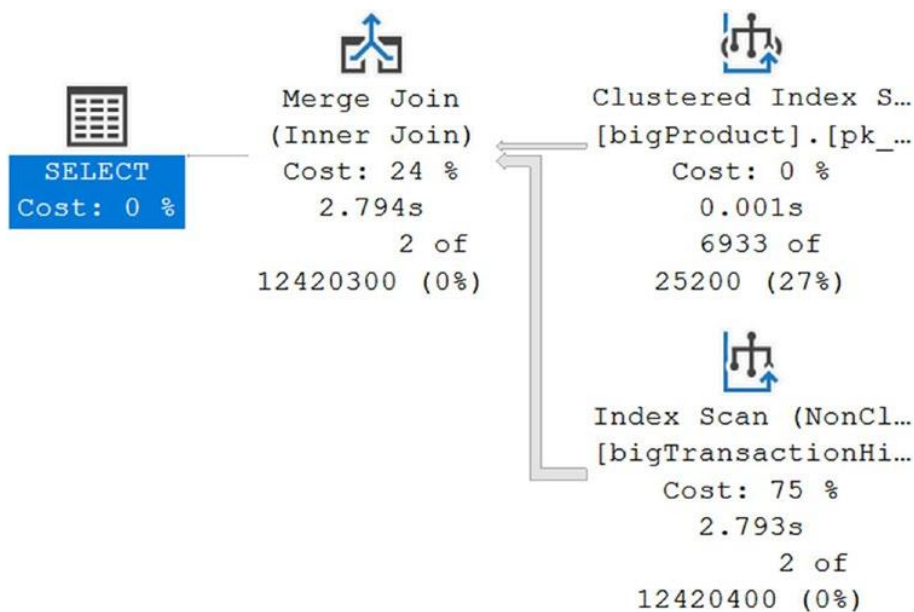 SELECT
Cost: 0 %
Merge Join
(Inner Join)
Cost: 24 %
2.794s
2 of
12420300 (0%)
Clustered Index S...
[bigProduct].[pk_...
Cost: 0 %
0.001s
6933 of
25200 (27%)
Index Scan (NonCl...
[bigTransactionHi...
Cost: 75 %
2.793s
2 of
12420400 (0%)